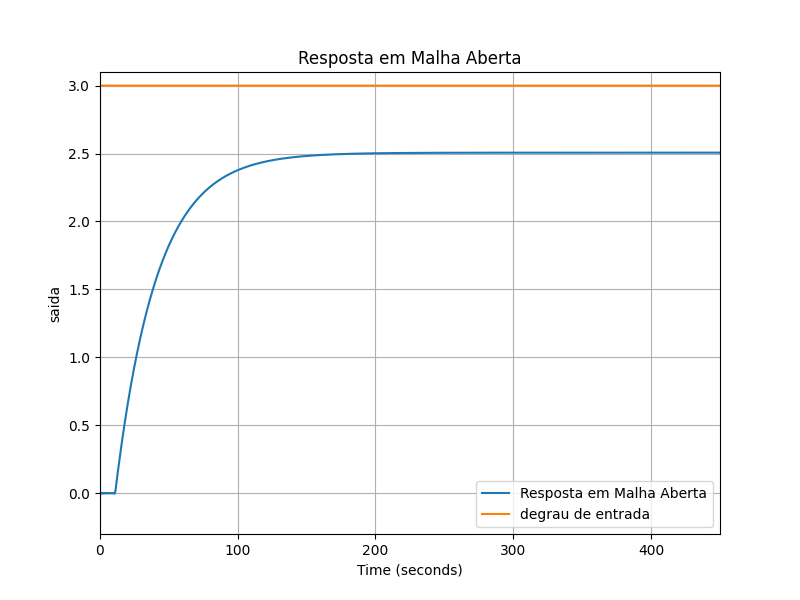 Resposta em Malha Aberta
3.0
2.5
2.0
1.5
1.0
0.5
0.0
saida
0 100 200 300 400
Time (seconds)
Resposta em Malha Aberta
degrau de entrada